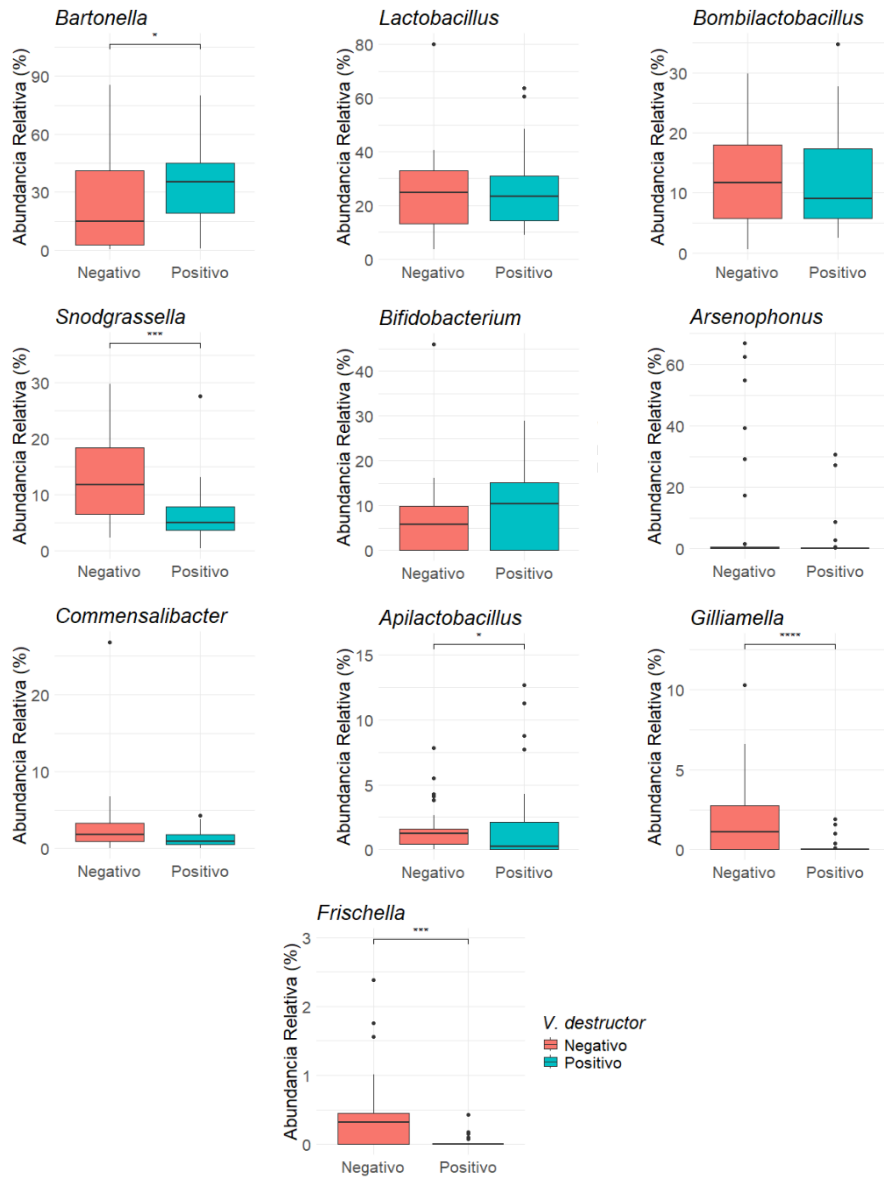 Bartonella
Lactobacillus
Bombilactobacillus
*
Abundancia Relativa (%)
90
60
30
0
Negativo
Positivo
Abundancia Relativa (%)
80
60
40
20
0
Negativo
Positivo
Abundancia Relativa (%)
30
20
10
0
Negativo
Positivo
Snodgrassella
Bifidobacterium
Arsenophonus
***
Abundancia Relativa (%)
30
20
10
0
Negativo
Positivo
Abundancia Relativa (%)
40
30
20
10
0
Negativo
Positivo
Abundancia Relativa (%)
60
40
20
0
Negativo
Positivo
Commensalibacter
Apilactobacillus
Gilliamella
Abundancia Relativa (%)
20
10
0
Negativo
Positivo
*
Abundancia Relativa (%)
15
10
5
0
Negativo
Positivo
****
Abundancia Relativa (%)
10
5
0
Negativo
Positivo
Frischella
***
Abundancia Relativa (%)
3
2
1
0
Negativo
Positivo
V. destructor
Negativo
Positivo